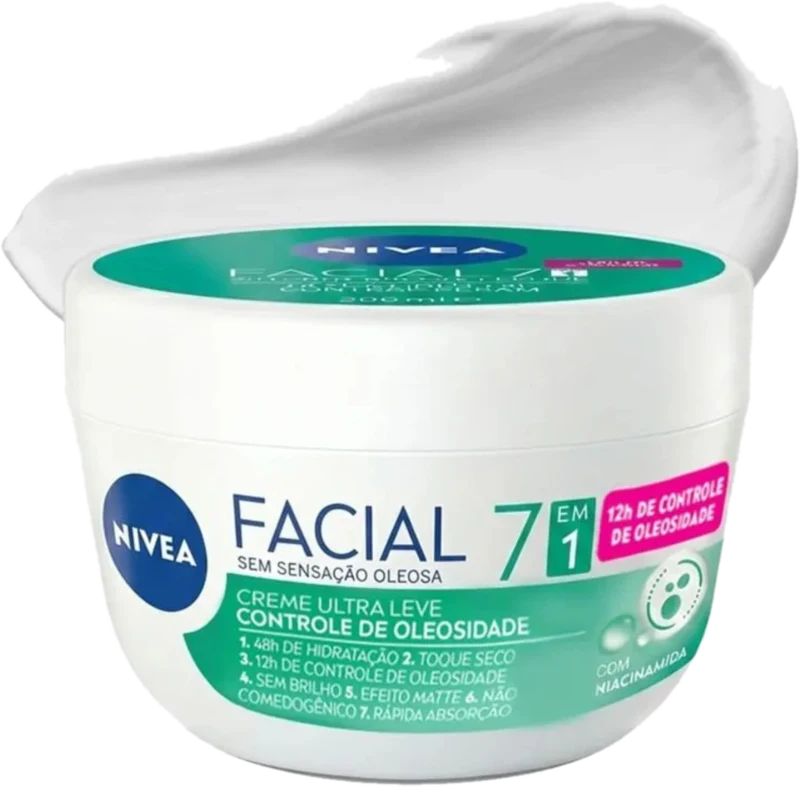 NIVEA
FACIAL 7
200 ml e
NIVEA
FACIAL 7 EM 1
SEM SENSAÇÃO OLEOSA
12h DE CONTROLE
DE OLEOSIDADE
CREME ULTRA LEVE
CONTROLE DE OLEOSIDADE
1. 48h DE HIDRATAÇÃO 2. TOQUE SECO
3. 12h DE CONTROLE DE OLEOSIDADE
4. SEM BRILHO 5. EFEITO MATTE 6. NÃO
COMEDOGÊNICO 7. RÁPIDA ABSORÇÃO
COM
NIACINAMIDA